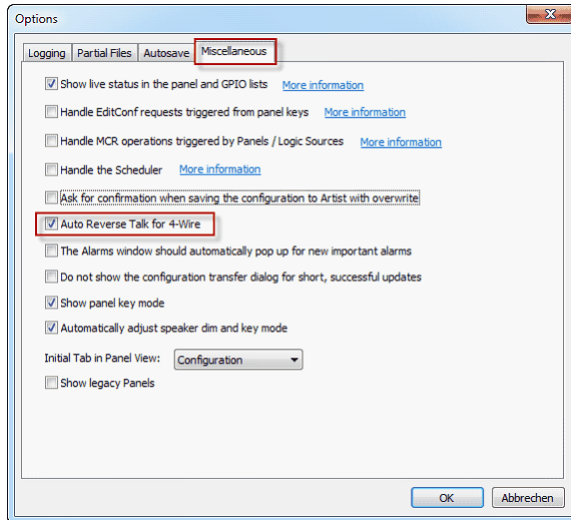 Options
Logging Partial Files Autosave Miscellaneous
Show live status in the panel and GPIO lists More information
Handle EditConf requests triggered from panel keys More information
Handle MCR operations triggered by Panels / Logic Sources More information
Handle the Scheduler More information
Ask for confirmation when saving the configuration to Artist with overwrite
Auto Reverse Talk for 4-Wire
The Alarms window should automatically pop up for new important alarms
Do not show the configuration transfer dialog for short, successful updates
Show panel key mode
Automatically adjust speaker dim and key mode
Initial Tab in Panel View: Configuration
Show legacy Panels
OK Abbrechen